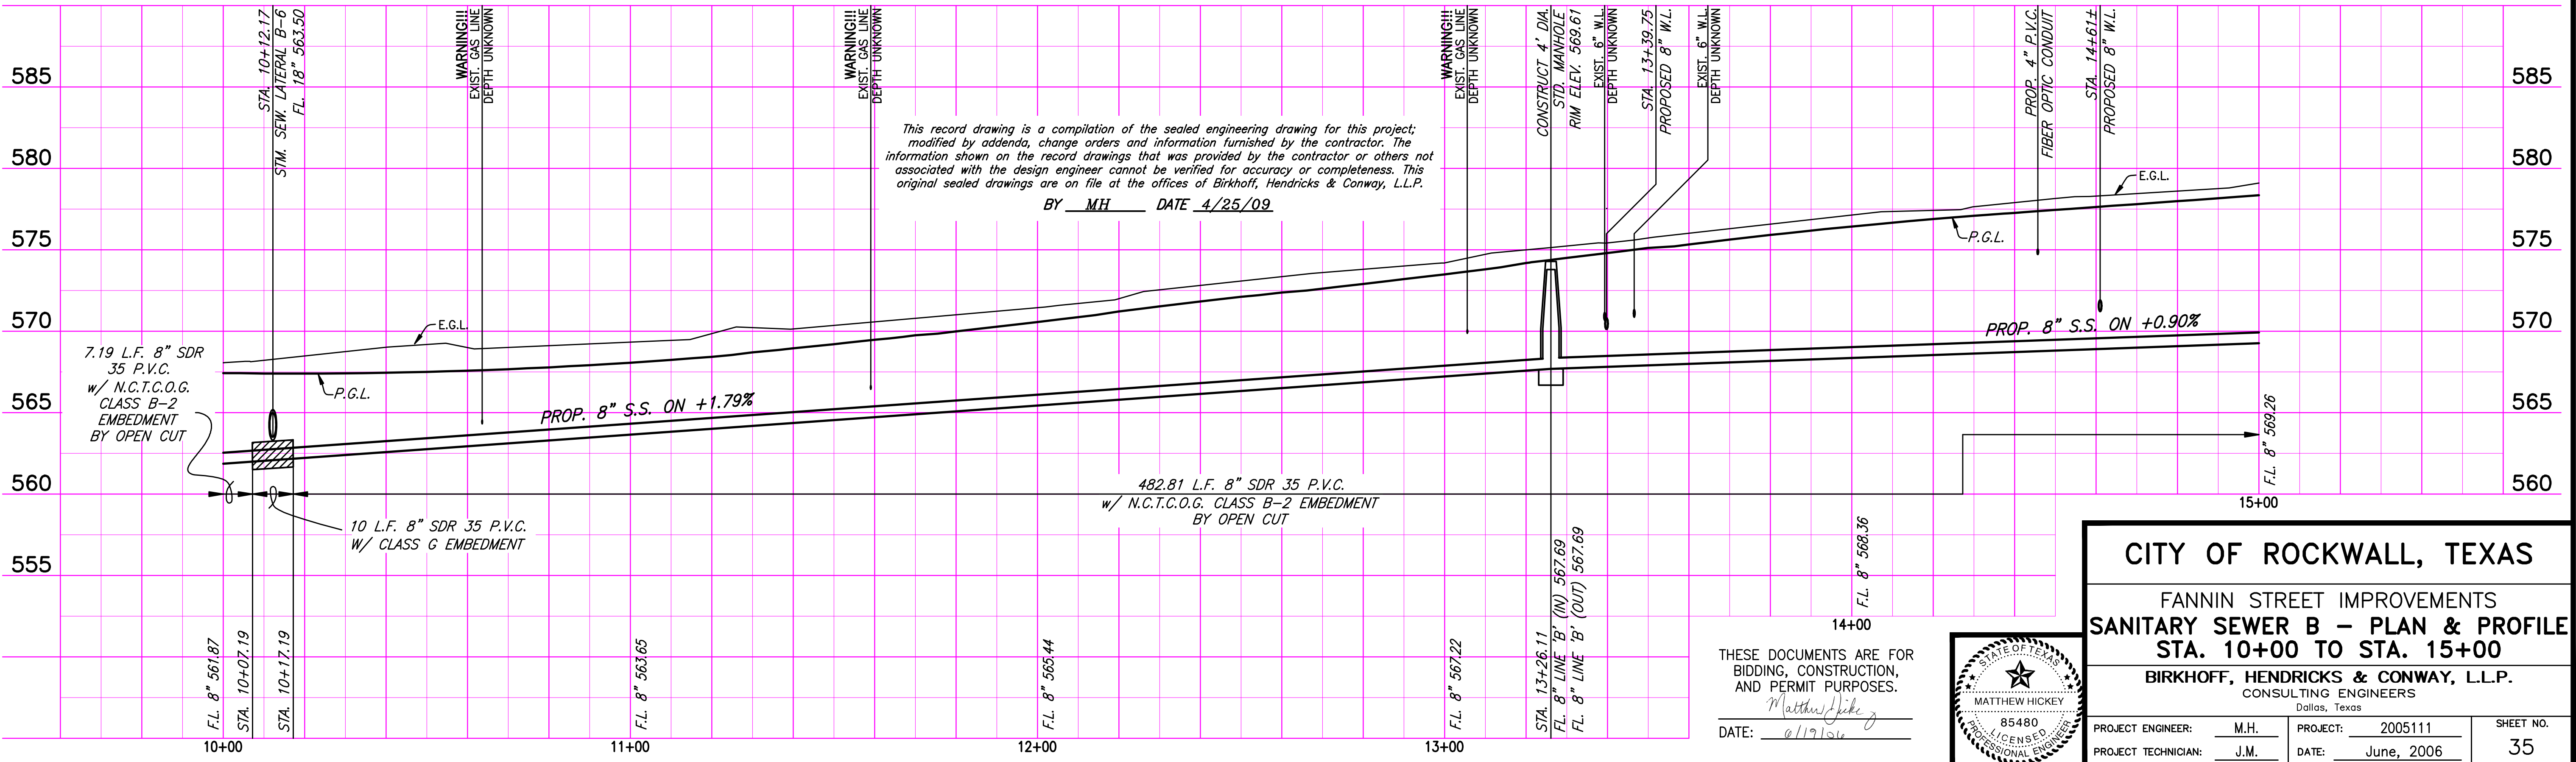 STA. 10+12.17
STM. SEW. LATERAL B-6
FL. 18" 563.50
WARNING!!!
EXIST. GAS LINE
DEPTH UNKNOWN
WARNING!!!
EXIST. GAS LINE
DEPTH UNKNOWN
WARNING!!!
EXIST. GAS LINE
DEPTH UNKNOWN
CONSTRUCT 4' DIA.
STD. MANHOLE
RIM ELEV. 569.61
EXIST. 6" W.L.
DEPTH UNKNOWN
STA. 13+39.75
PROPOSED 8" W.L.
EXIST. 6" W.L.
DEPTH UNKNOWN
PROP. 4" P.V.C.
FIBER OPTIC CONDUIT
STA. 14+61±
PROPOSED 8" W.L.
585
580
575
570
565
560
555
585
580
575
570
565
560
This record drawing is a compilation of the sealed engineering drawing for this project;
modified by addenda, change orders and information furnished by the contractor. The
information shown on the record drawings that was provided by the contractor or others not
associated with the design engineer cannot be verified for accuracy or completeness. This
original sealed drawings are on file at the offices of Birkhoff, Hendricks & Conway, L.L.P.
BY MH DATE 4/25/09
E.G.L.
P.G.L.
E.G.L.
P.G.L.
PROP. 8" S.S. ON +1.79%
PROP. 8" S.S. ON +0.90%
7.19 L.F. 8" SDR
35 P.V.C.
w/ N.C.T.C.O.G.
CLASS B-2
EMBEDMENT
BY OPEN CUT
10 L.F. 8" SDR 35 P.V.C.
W/ CLASS G EMBEDMENT
482.81 L.F. 8" SDR 35 P.V.C.
w/ N.C.T.C.O.G. CLASS B-2 EMBEDMENT
BY OPEN CUT
F.L. 8" 561.87
STA. 10+07.19
STA. 10+17.19
F.L. 8" 563.65
F.L. 8" 565.44
F.L. 8" 567.22
STA. 13+26.11
FL. 8" LINE 'B' (IN) 567.69
FL. 8" LINE 'B' (OUT) 567.69
F.L. 8" 568.36
F.L. 8" 569.26
10+00
11+00
12+00
13+00
14+00
15+00
THESE DOCUMENTS ARE FOR
BIDDING, CONSTRUCTION,
AND PERMIT PURPOSES.
Matthew Hickey
DATE: 6/19/06
STATE OF TEXAS
MATTHEW HICKEY
85480
LICENSED
PROFESSIONAL ENGINEER
CITY OF ROCKWALL, TEXAS
FANNIN STREET IMPROVEMENTS
SANITARY SEWER B - PLAN & PROFILE
STA. 10+00 TO STA. 15+00
BIRKHOFF, HENDRICKS & CONWAY, L.L.P.
CONSULTING ENGINEERS
Dallas, Texas
PROJECT ENGINEER: M.H.
PROJECT: 2005111
SHEET NO.
35
PROJECT TECHNICIAN: J.M.
DATE: June, 2006